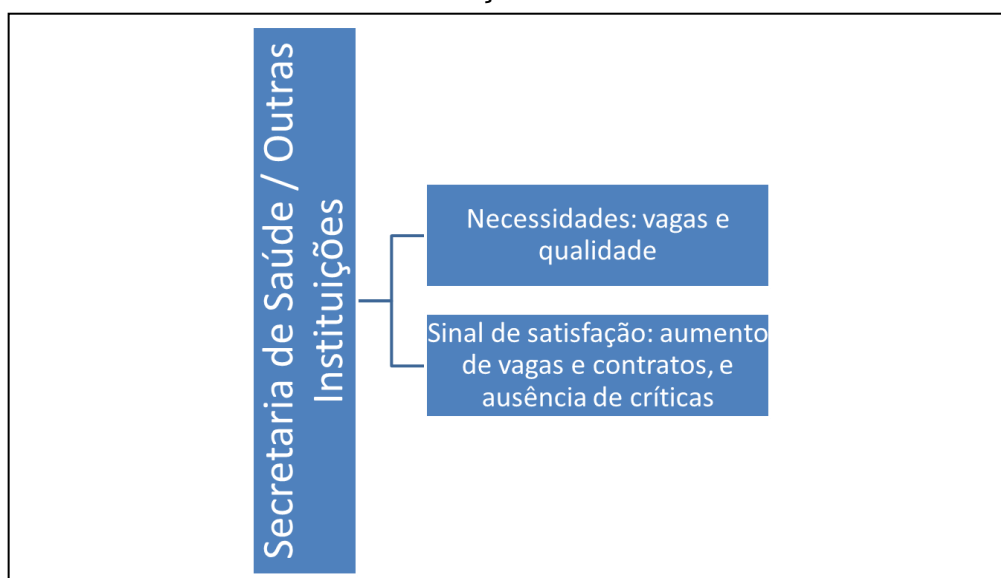 Secretaria de Saúde / Outras
Instituições
Necessidades: vagas e
qualidade
Sinal de satisfação: aumento
de vagas e contratos, e
ausência de críticas